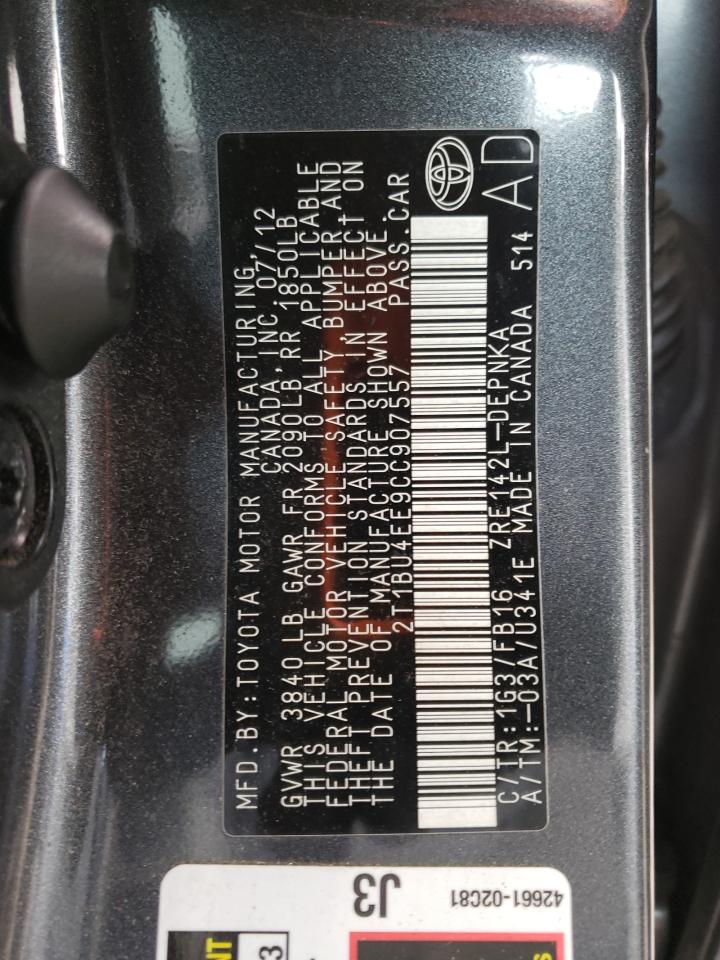 MFD.BY:TOYOTA MOTOR MANUFACTURING,
CANADA,INC. 07/12
GVWR 3840LB GAWR FR 2090LB,RR 1850LB
THIS VEHICLE CONFORMS TO ALL APPLICABLE
FEDERAL MOTOR VEHICLE SAFETY,BUMPER,AND
THEFT PREVENTION STANDARDS IN EFFECT ON
THE DATE OF MANUFACTURE SHOWN ABOVE
2T1BU4EE9CC907557 PASS.CAR
C/TR:1G3/FB16 ZRE142L-DEPNKA
A/TM:-03A/U341E MADE IN CANADA 514
AD
J3
42661-02C81
NT
3